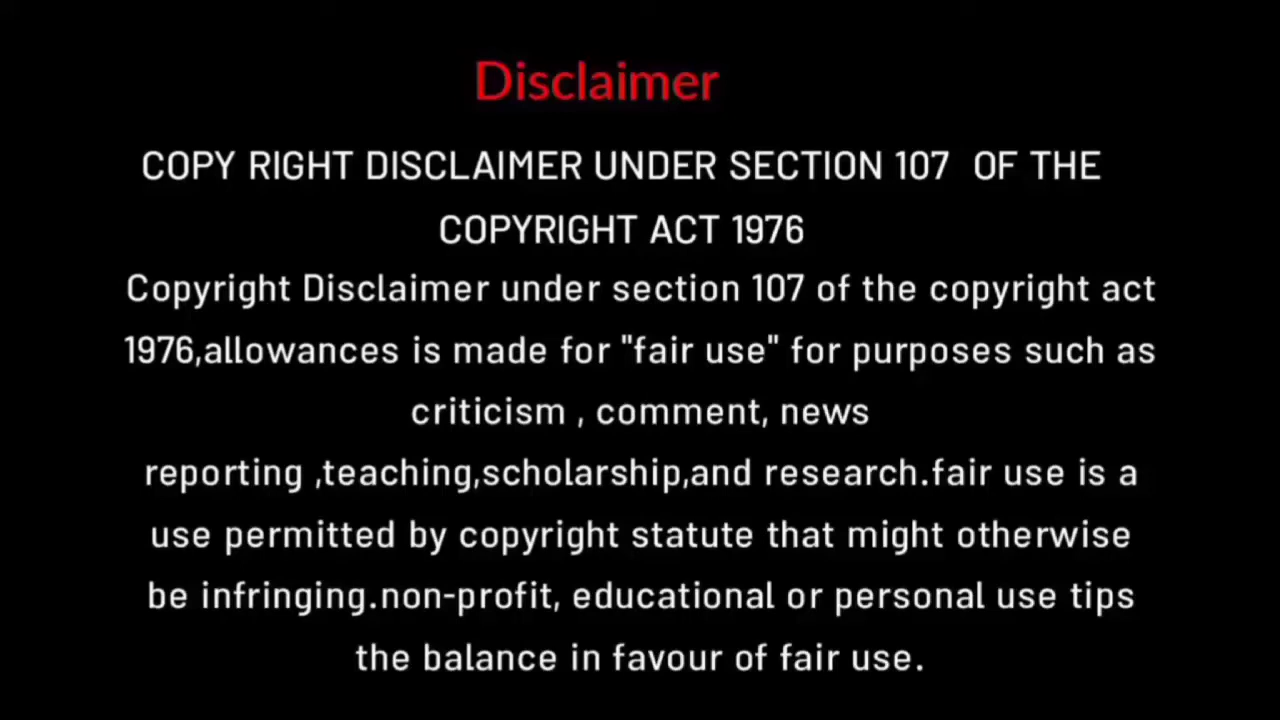 Disclaimer
COPY RIGHT DISCLAIMER UNDER SECTION 107 OF THE
COPYRIGHT ACT 1976
Copyright Disclaimer under section 107 of the copyright act
1976,allowances is made for "fair use" for purposes such as
criticism , comment, news
reporting ,teaching,scholarship,and research.fair use is a
use permitted by copyright statute that might otherwise
be infringing.non-profit, educational or personal use tips
the balance in favour of fair use.